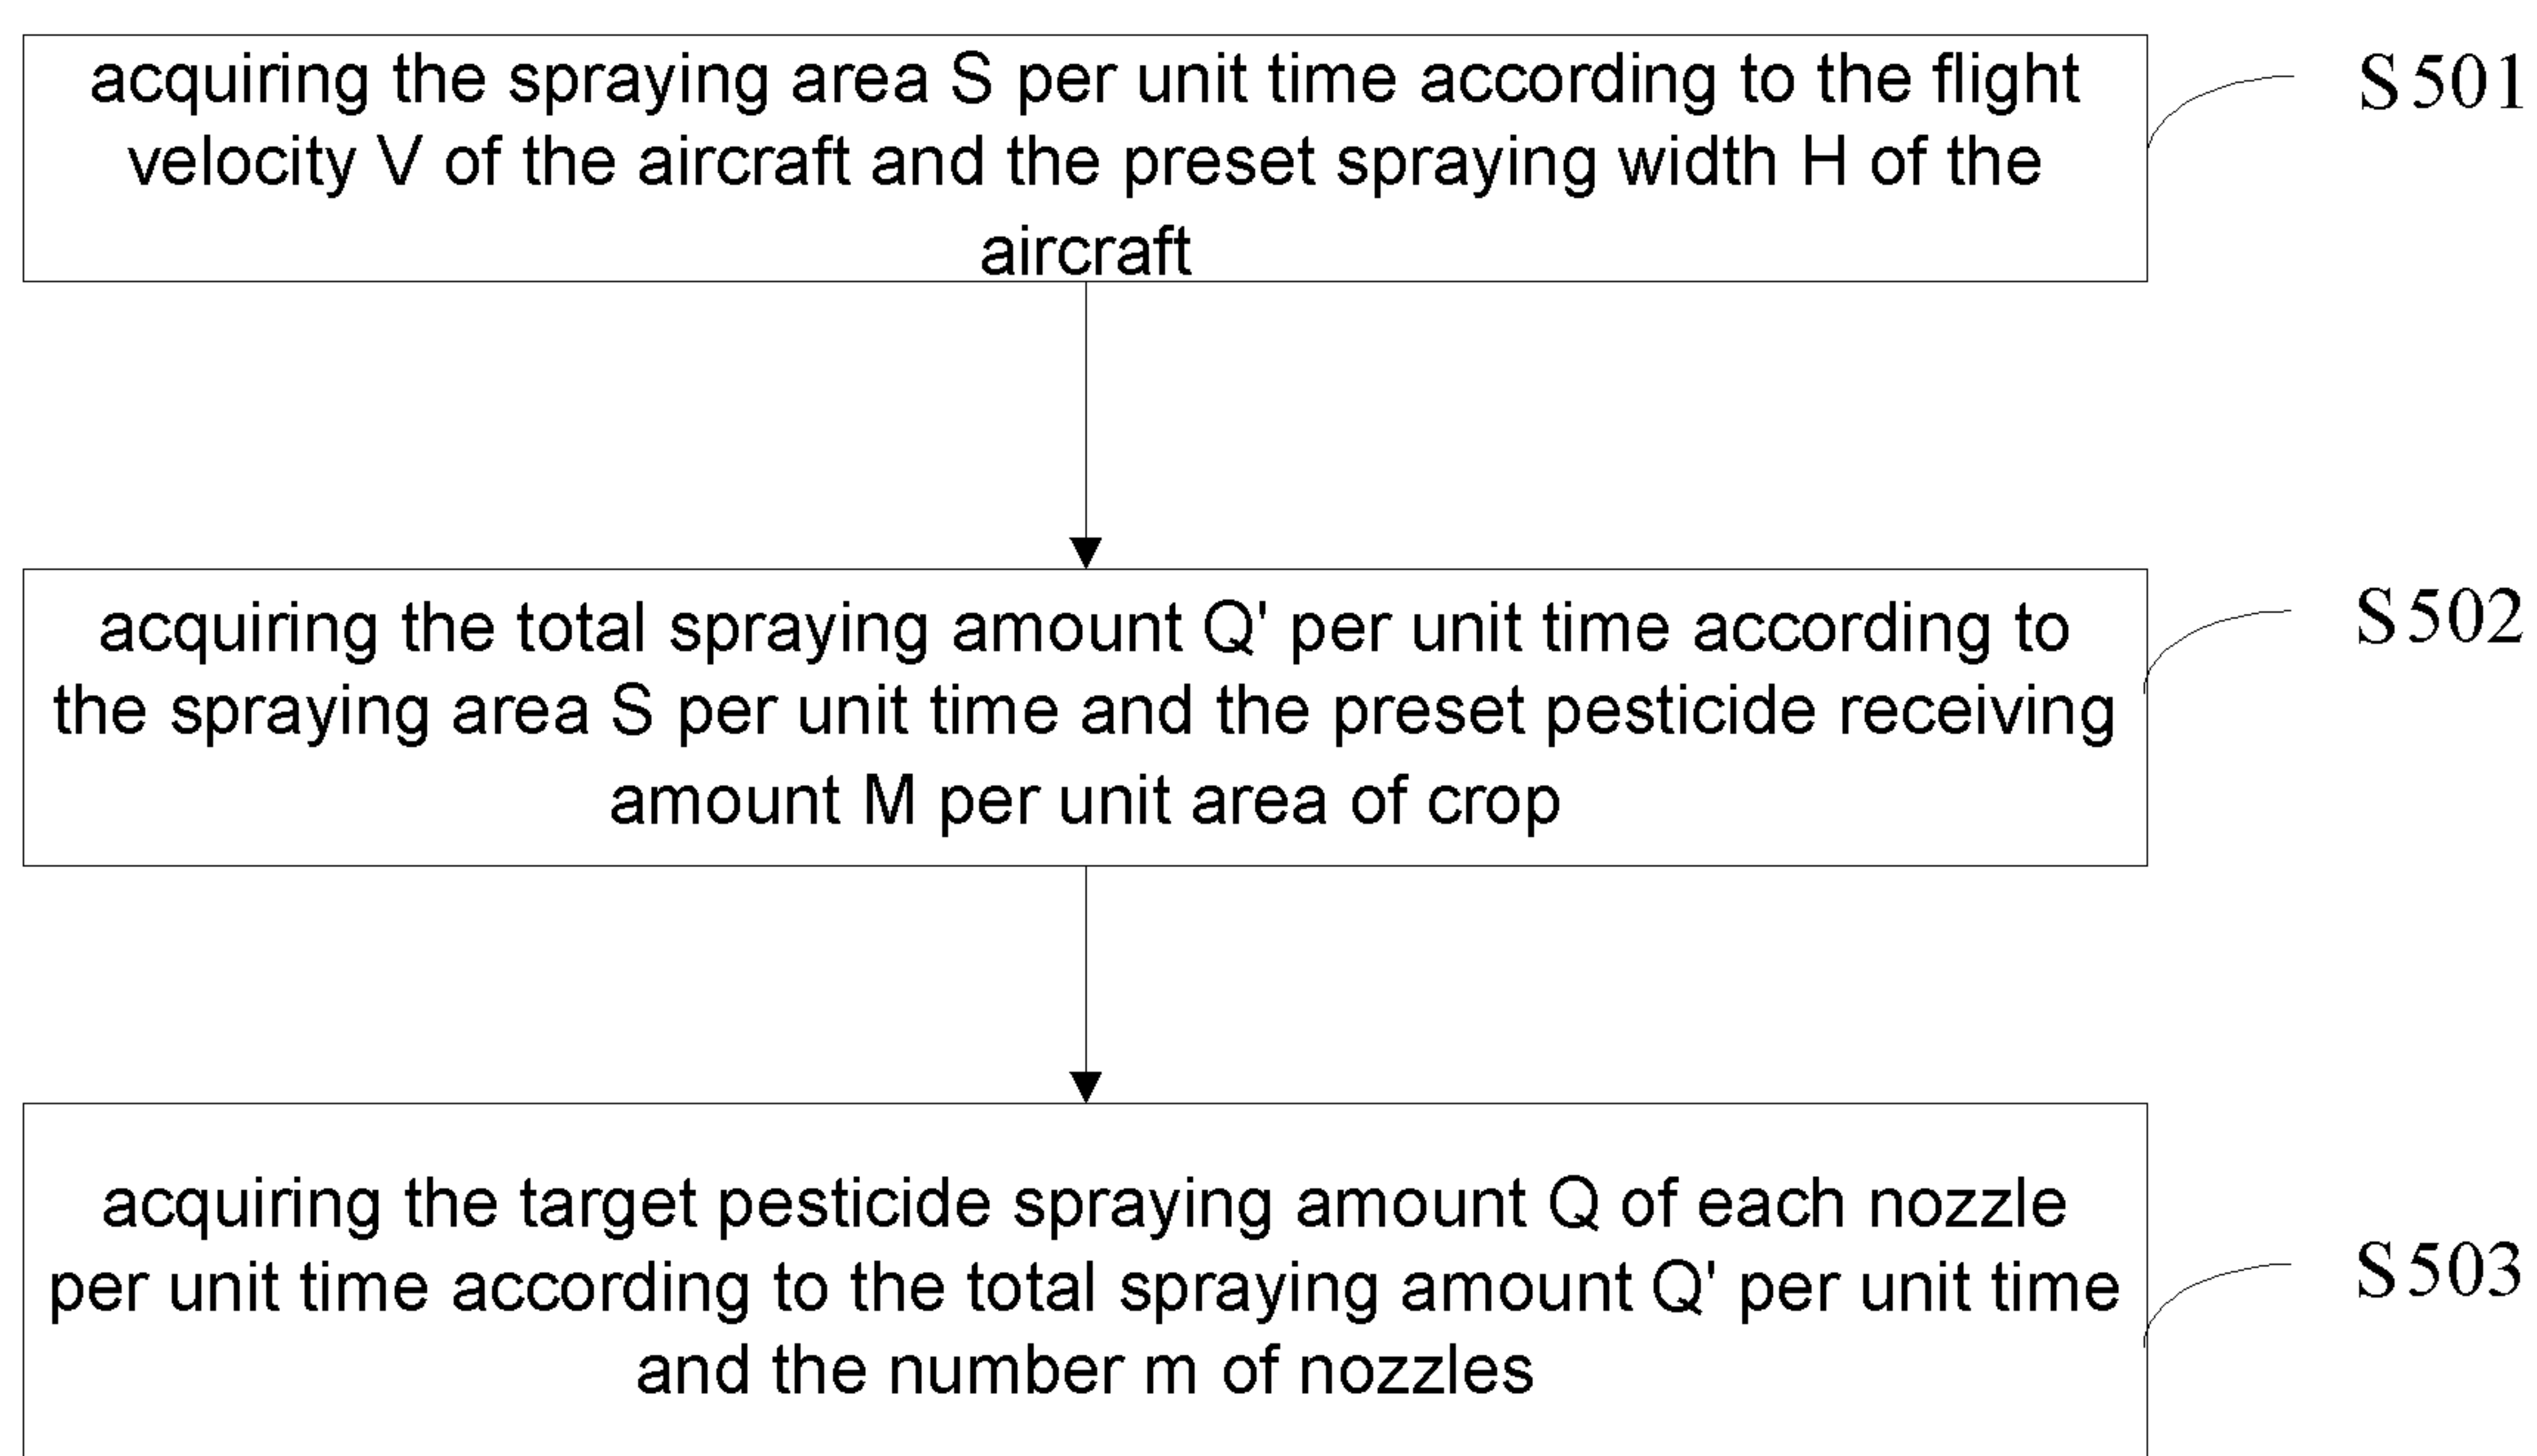 acquiring the spraying area S per unit time according to the flight
velocity V of the aircraft and the preset spraying width H of the
aircraft
S501
acquiring the total spraying amount Q' per unit time according to
the spraying area S per unit time and the preset pesticide receiving
amount M per unit area of crop
S502
acquiring the target pesticide spraying amount Q of each nozzle
per unit time according to the total spraying amount Q' per unit time
and the number m of nozzles
S503